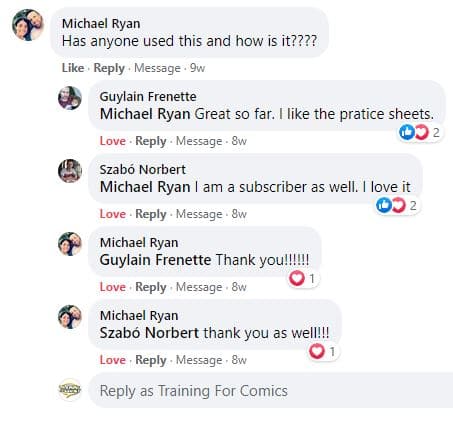 Michael Ryan
Has anyone used this and how is it????
Like · Reply · Message · 9w
Guylain Frenette
Michael Ryan Great so far. I like the pratice sheets.
2
Love · Reply · Message · 8w
Szabó Norbert
Michael Ryan I am a subscriber as well. I love it
2
Love · Reply · Message · 8w
Michael Ryan
Guylain Frenette Thank you!!!!!!
1
Love · Reply · Message · 8w
Michael Ryan
Szabó Norbert thank you as well!!!
1
Love · Reply · Message · 8w
Reply as Training For Comics